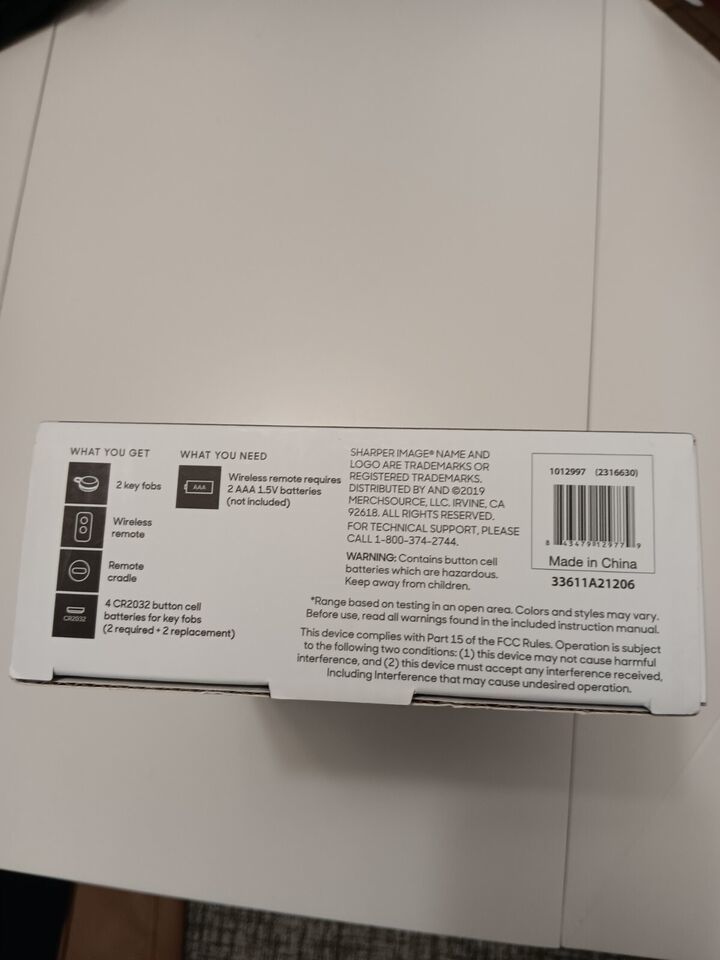 WHAT YOU GET
2 key fobs
Wireless
remote
Remote
cradle
CR2032
4 CR2032 button cell
batteries for key fobs
(2 required + 2 replacement)
WHAT YOU NEED
AAA
Wireless remote requires
2 AAA 1.5V batteries
(not included)
SHARPER IMAGE® NAME AND
LOGO ARE TRADEMARKS OR
REGISTERED TRADEMARKS.
DISTRIBUTED BY AND ©2019
MERCHSOURCE, LLC. IRVINE, CA
92618. ALL RIGHTS RESERVED.
FOR TECHNICAL SUPPORT, PLEASE
CALL 1-800-374-2744.
WARNING: Contains button cell
batteries which are hazardous.
Keep away from children.
1012997 (2316630)
8 43479 12977 9
Made in China
33611A21206
*Range based on testing in an open area. Colors and styles may vary.
Before use, read all warnings found in the included instruction manual.
This device complies with Part 15 of the FCC Rules. Operation is subject
to the following two conditions: (1) this device may not cause harmful
interference, and (2) this device must accept any interference received,
Including Interference that may cause undesired operation.